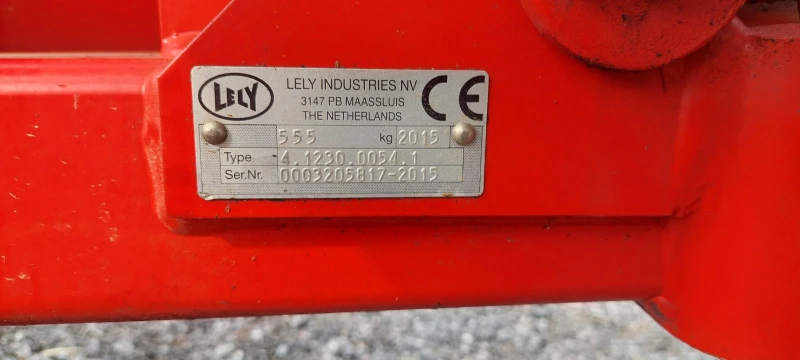 LELY
LELY INDUSTRIES NV
3147 PB MAASSLUIS
THE NETHERLANDS
CE
555 kg 2015
Type 4.1230.0054.1
Ser.Nr. 0003205817-2015